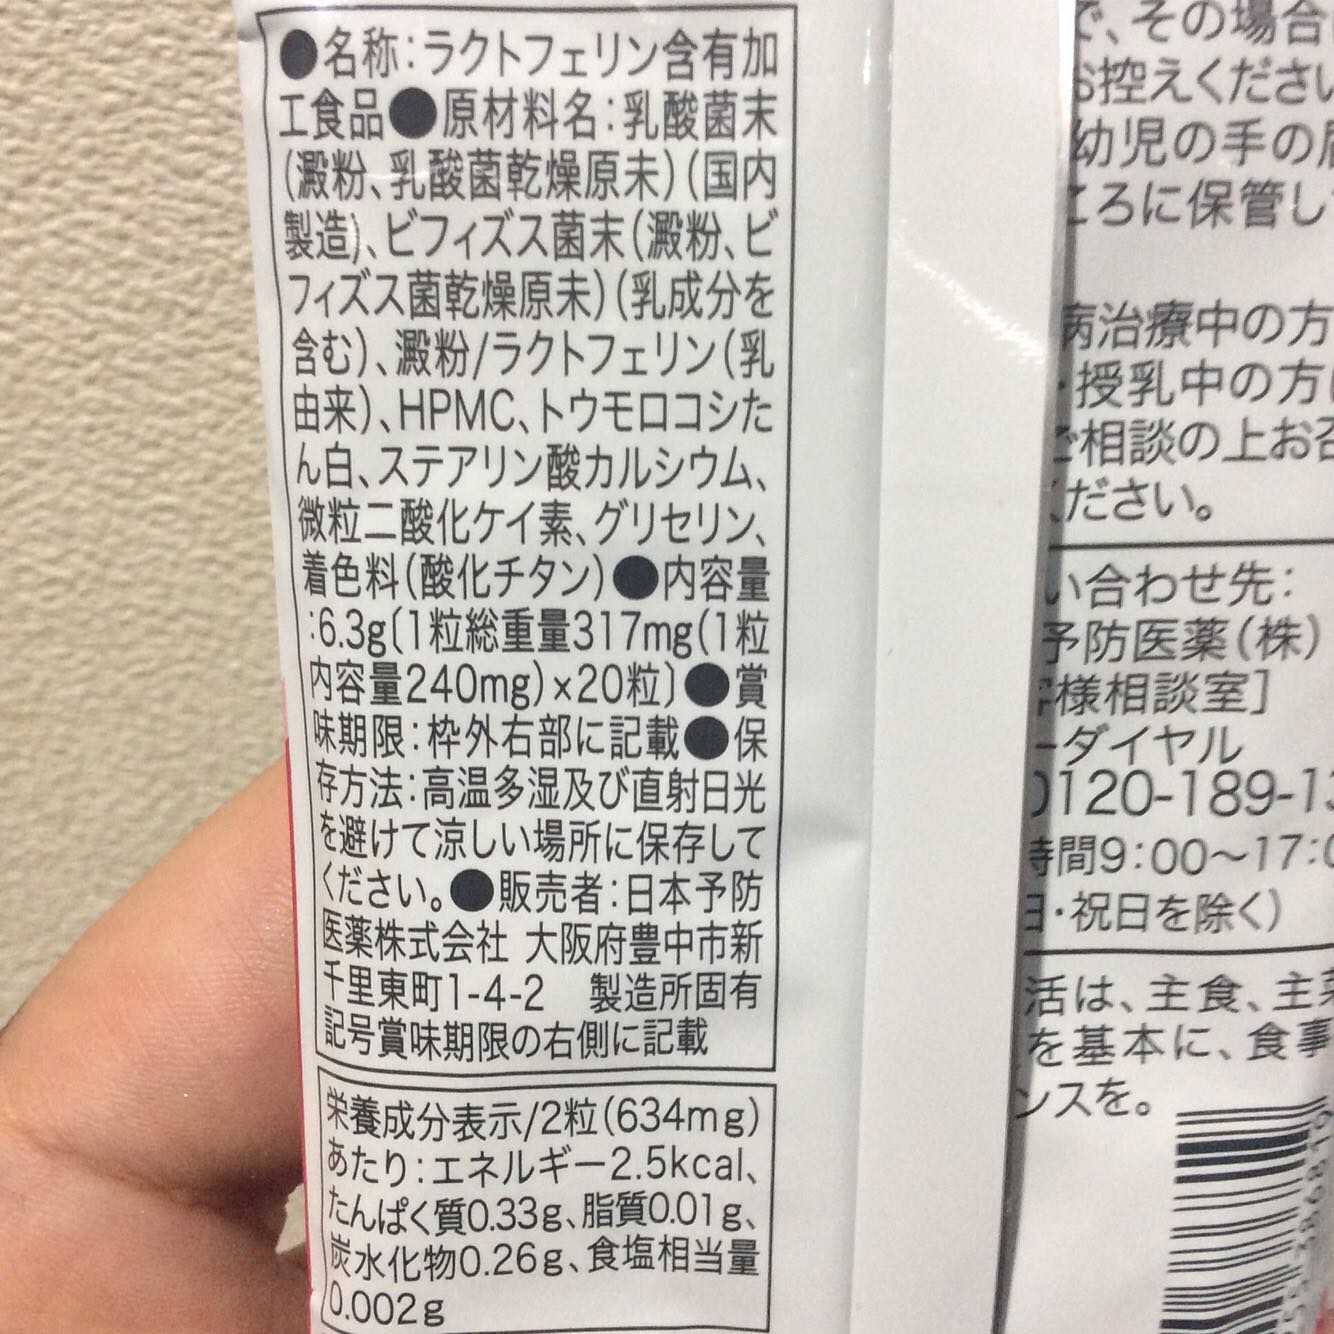 ●名称:ラクトフェリン含有加
工食品●原材料名:乳酸菌末
(澱粉、乳酸菌乾燥原未)(国内
製造)、ビフィズス菌末(澱粉、ビ
フィズス菌乾燥原未)(乳成分を
含む)、澱粉/ラクトフェリン(乳
由来)、HPMC、トウモロコシた
ん白、ステアリン酸カルシウム、
微粒二酸化ケイ素、グリセリン、
着色料(酸化チタン)●内容量
:6.3g〔1粒総重量317mg(1粒
内容量240mg)×20粒〕●賞
味期限:枠外右部に記載●保
存方法:高温多湿及び直射日光
を避けて涼しい場所に保存して
ください。●販売者:日本予防
医薬株式会社 大阪府豊中市新
千里東町1-4-2 製造所固有
記号賞味期限の右側に記載
栄養成分表示/2粒(634mg)
あたり:エネルギー2.5kcal、
たんぱく質0.33g、脂質0.01g、
炭水化物0.26g、食塩相当量
0.002g
で、その場合
お控えください
幼児の手の
ころに保管し
病治療中の方
・授乳中の方
ご相談の上お
ください。
い合わせ先:
予防医薬(株)
様相談室]
ーダイヤル
0120-189-1
時間9:00〜17:0
日・祝日を除く)
活は、主食、主菜
を基本に、食事
ンスを。